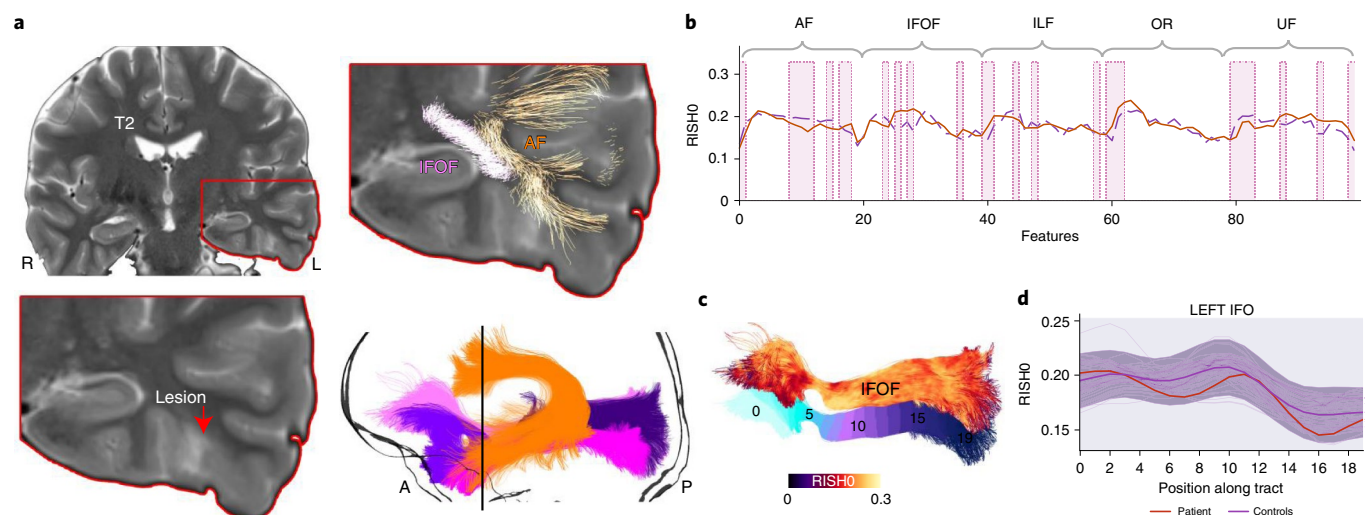 a
T2
R
L
IFOF
AF
Lesion
A
P
b
AF
IFOF
ILF
OR
UF
RISH0
0.3
0.2
0.1
0
0
20
40
60
80
Features
c
IFOF
0
5
10
15
19
RISH0
0
0.3
d
LEFT IFO
RISH0
0.25
0.20
0.15
0
2
4
6
8
10
12
14
16
18
Position along tract
Patient
Controls